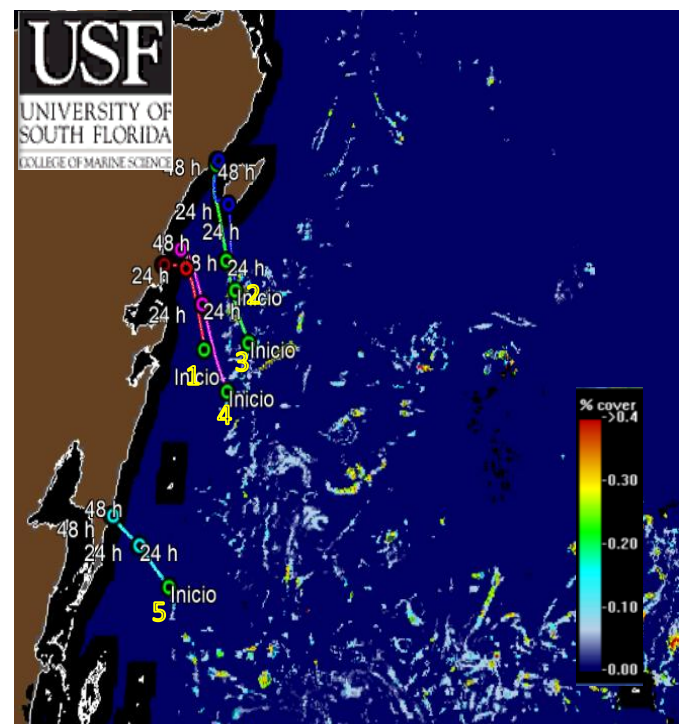 USF
UNIVERSITY OF
SOUTH FLORIDA
COLLEGE OF MARINE SCIENCE
48 h
48 h
24 h
24 h
48 h
48 h
24 h
24 h
Inicio
2
24 h
24 h
Inicio
3
Inicio
1
Inicio
4
% cover
->0.4
-0.30
-0.20
-0.10
-0.00
48 h
48 h
24 h
24 h
Inicio
5